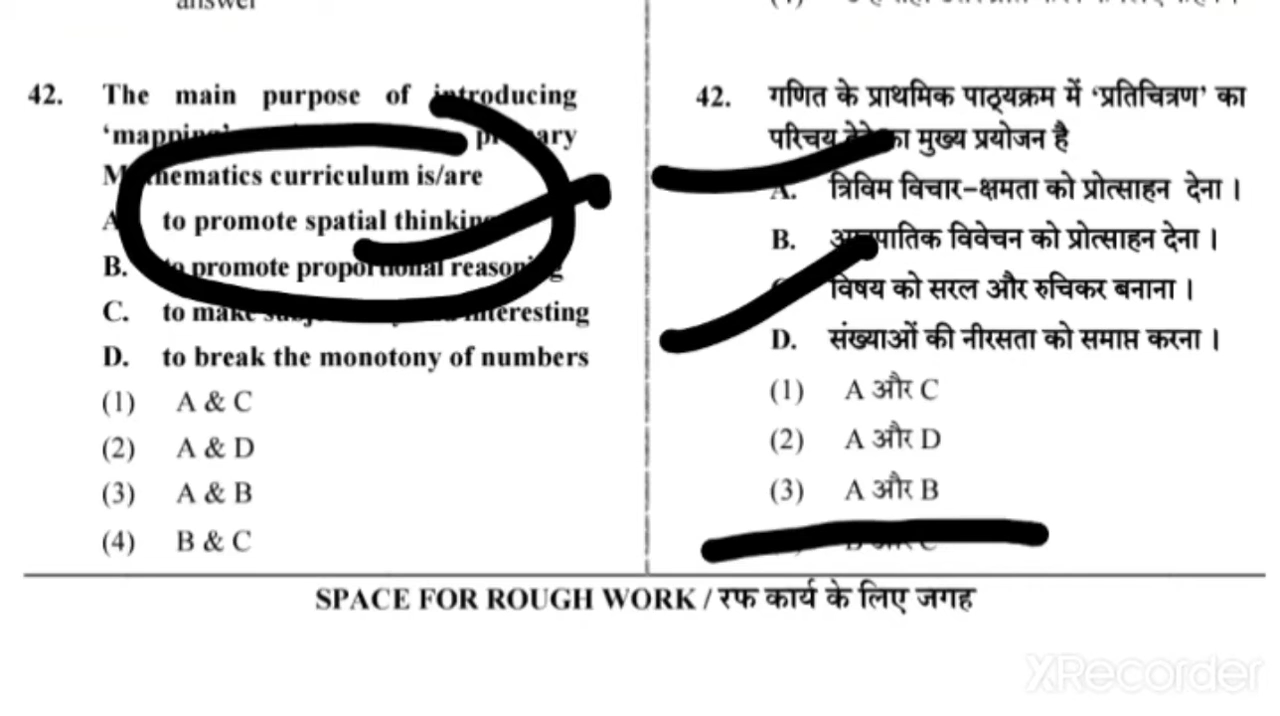 answer
42. The main purpose of introducing
‘mapping’
Mathematics curriculum is/are
to promote spatial thinking
B. to promote proportional reasoning
C. to make interesting
D. to break the monotony of numbers
(1) A & C
(2) A & D
(3) A & B
(4) B & C
42. गणित के प्राथमिक पाठ्यक्रम में ‘प्रतिचित्रण’ का
परिचय देने का मुख्य प्रयोजन है
A. त्रिविम विचार-क्षमता को प्रोत्साहन देना ।
B. विवेचन को प्रोत्साहन देना ।
विषय को सरल और रुचिकर बनाना ।
D. संख्याओं की नीरसता को समाप्त करना ।
(1) A और C
(2) A और D
(3) A और B
SPACE FOR ROUGH WORK / रफ कार्य के लिए जगह
XRecorder